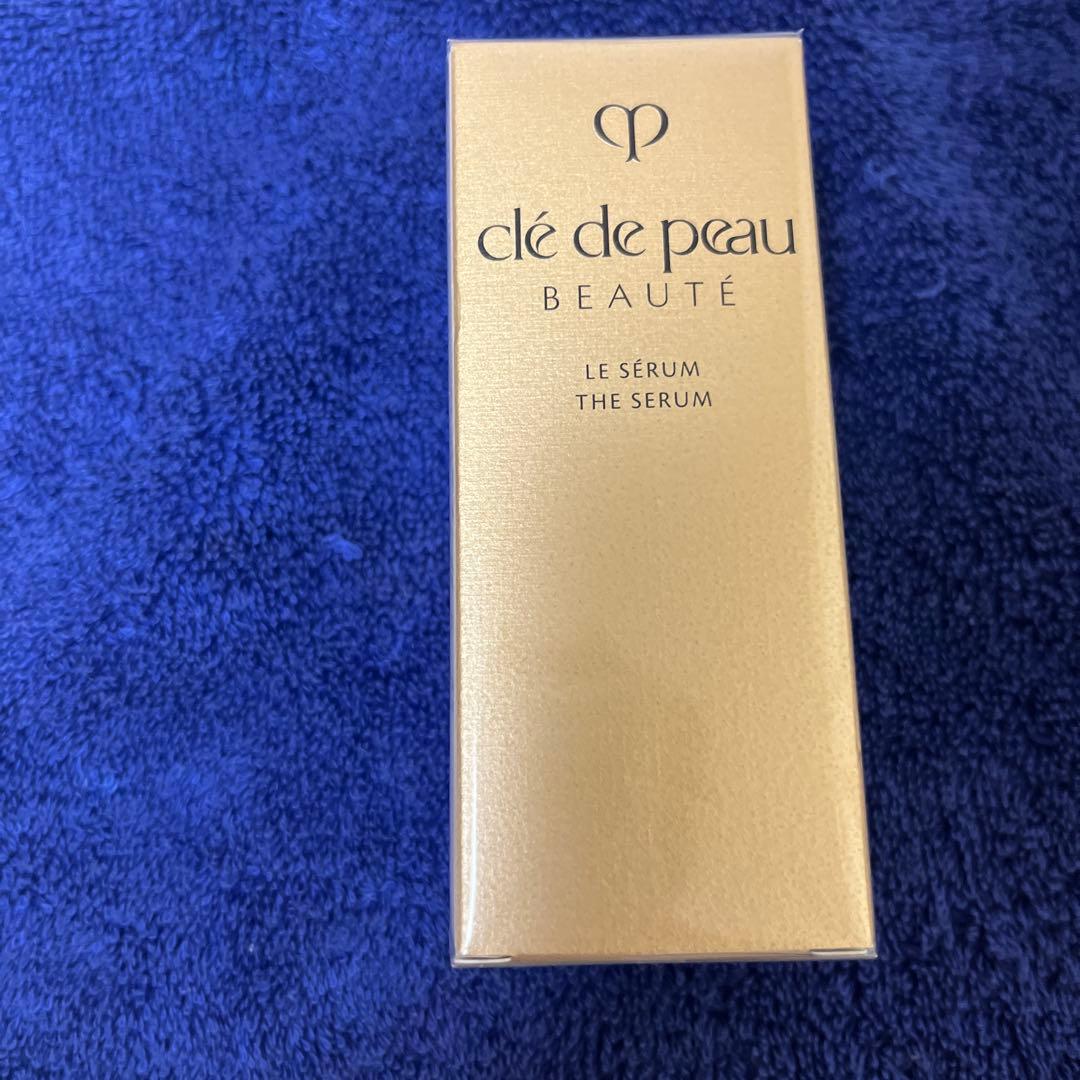 clé de peau
BEAUTÉ
LE SÉRUM
THE SERUM